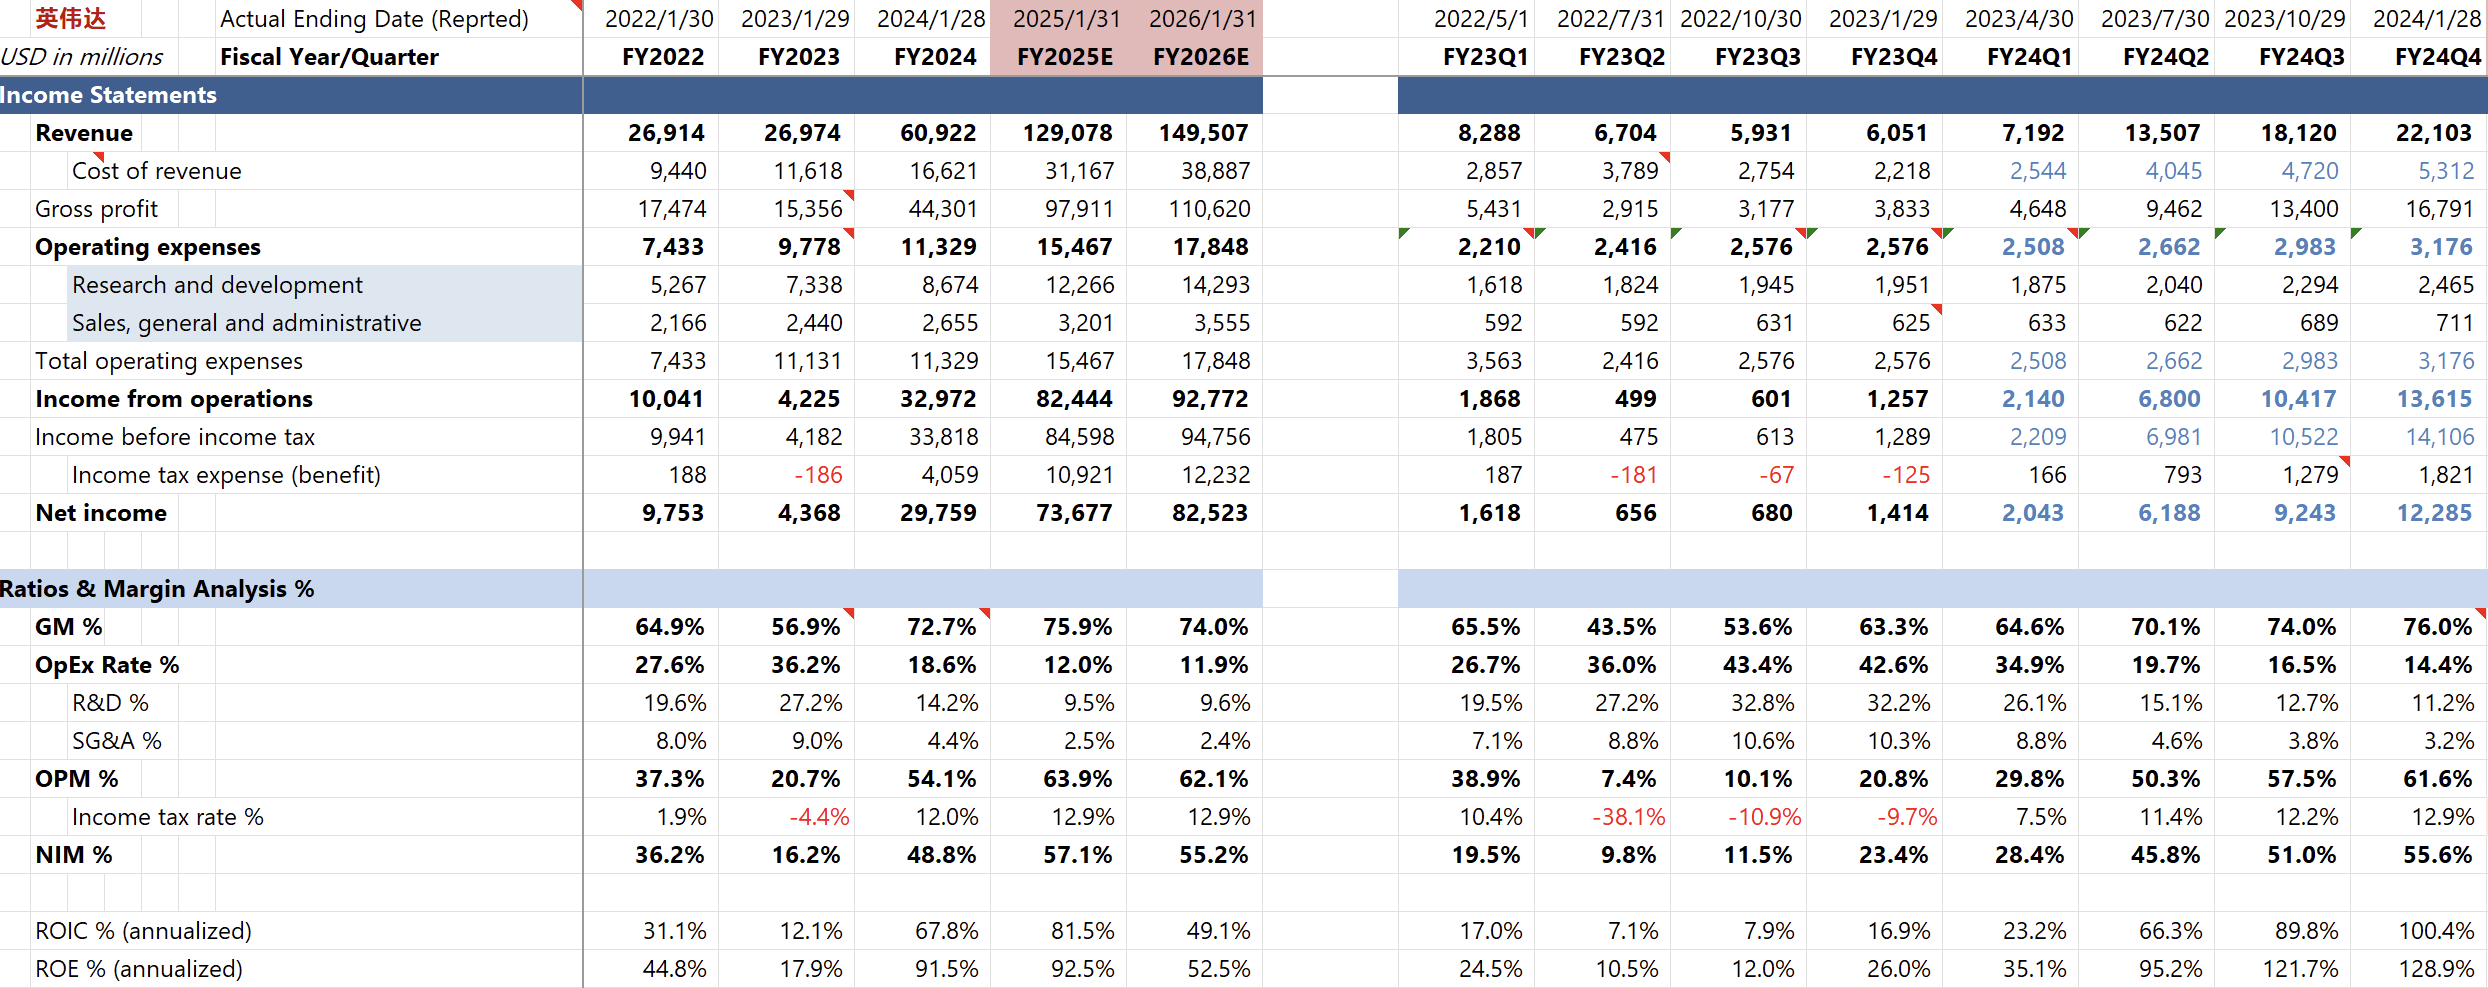 英伟达 Actual Ending Date (Reprted) 2022/1/30 2023/1/29 2024/1/28 2025/1/31 2026/1/31 2022/5/1 2022/7/31 2022/10/30 2023/1/29 2023/4/30 2023/7/30 2023/10/29 2024/1/28
USD in millions Fiscal Year/Quarter FY2022 FY2023 FY2024 FY2025E FY2026E FY23Q1 FY23Q2 FY23Q3 FY23Q4 FY24Q1 FY24Q2 FY24Q3 FY24Q4
Income Statements
Revenue 26,914 26,974 60,922 129,078 149,507 8,288 6,704 5,931 6,051 7,192 13,507 18,120 22,103
Cost of revenue 9,440 11,618 16,621 31,167 38,887 2,857 3,789 2,754 2,218 2,544 4,045 4,720 5,312
Gross profit 17,474 15,356 44,301 97,911 110,620 5,431 2,915 3,177 3,833 4,648 9,462 13,400 16,791
Operating expenses 7,433 9,778 11,329 15,467 17,848 2,210 2,416 2,576 2,576 2,508 2,662 2,983 3,176
Research and development 5,267 7,338 8,674 12,266 14,293 1,618 1,824 1,945 1,951 1,875 2,040 2,294 2,465
Sales, general and administrative 2,166 2,440 2,655 3,201 3,555 592 592 631 625 633 622 689 711
Total operating expenses 7,433 11,131 11,329 15,467 17,848 3,563 2,416 2,576 2,576 2,508 2,662 2,983 3,176
Income from operations 10,041 4,225 32,972 82,444 92,772 1,868 499 601 1,257 2,140 6,800 10,417 13,615
Income before income tax 9,941 4,182 33,818 84,598 94,756 1,805 475 613 1,289 2,209 6,981 10,522 14,106
Income tax expense (benefit) 188 -186 4,059 10,921 12,232 187 -181 -67 -125 166 793 1,279 1,821
Net income 9,753 4,368 29,759 73,677 82,523 1,618 656 680 1,414 2,043 6,188 9,243 12,285
Ratios & Margin Analysis %
GM % 64.9% 56.9% 72.7% 75.9% 74.0% 65.5% 43.5% 53.6% 63.3% 64.6% 70.1% 74.0% 76.0%
OpEx Rate % 27.6% 36.2% 18.6% 12.0% 11.9% 26.7% 36.0% 43.4% 42.6% 34.9% 19.7% 16.5% 14.4%
R&D % 19.6% 27.2% 14.2% 9.5% 9.6% 19.5% 27.2% 32.8% 32.2% 26.1% 15.1% 12.7% 11.2%
SG&A % 8.0% 9.0% 4.4% 2.5% 2.4% 7.1% 8.8% 10.6% 10.3% 8.8% 4.6% 3.8% 3.2%
OPM % 37.3% 20.7% 54.1% 63.9% 62.1% 38.9% 7.4% 10.1% 20.8% 29.8% 50.3% 57.5% 61.6%
Income tax rate % 1.9% -4.4% 12.0% 12.9% 12.9% 10.4% -38.1% -10.9% -9.7% 7.5% 11.4% 12.2% 12.9%
NIM % 36.2% 16.2% 48.8% 57.1% 55.2% 19.5% 9.8% 11.5% 23.4% 28.4% 45.8% 51.0% 55.6%
ROIC % (annualized) 31.1% 12.1% 67.8% 81.5% 49.1% 17.0% 7.1% 7.9% 16.9% 23.2% 66.3% 89.8% 100.4%
ROE % (annualized) 44.8% 17.9% 91.5% 92.5% 52.5% 24.5% 10.5% 12.0% 26.0% 35.1% 95.2% 121.7% 128.9%